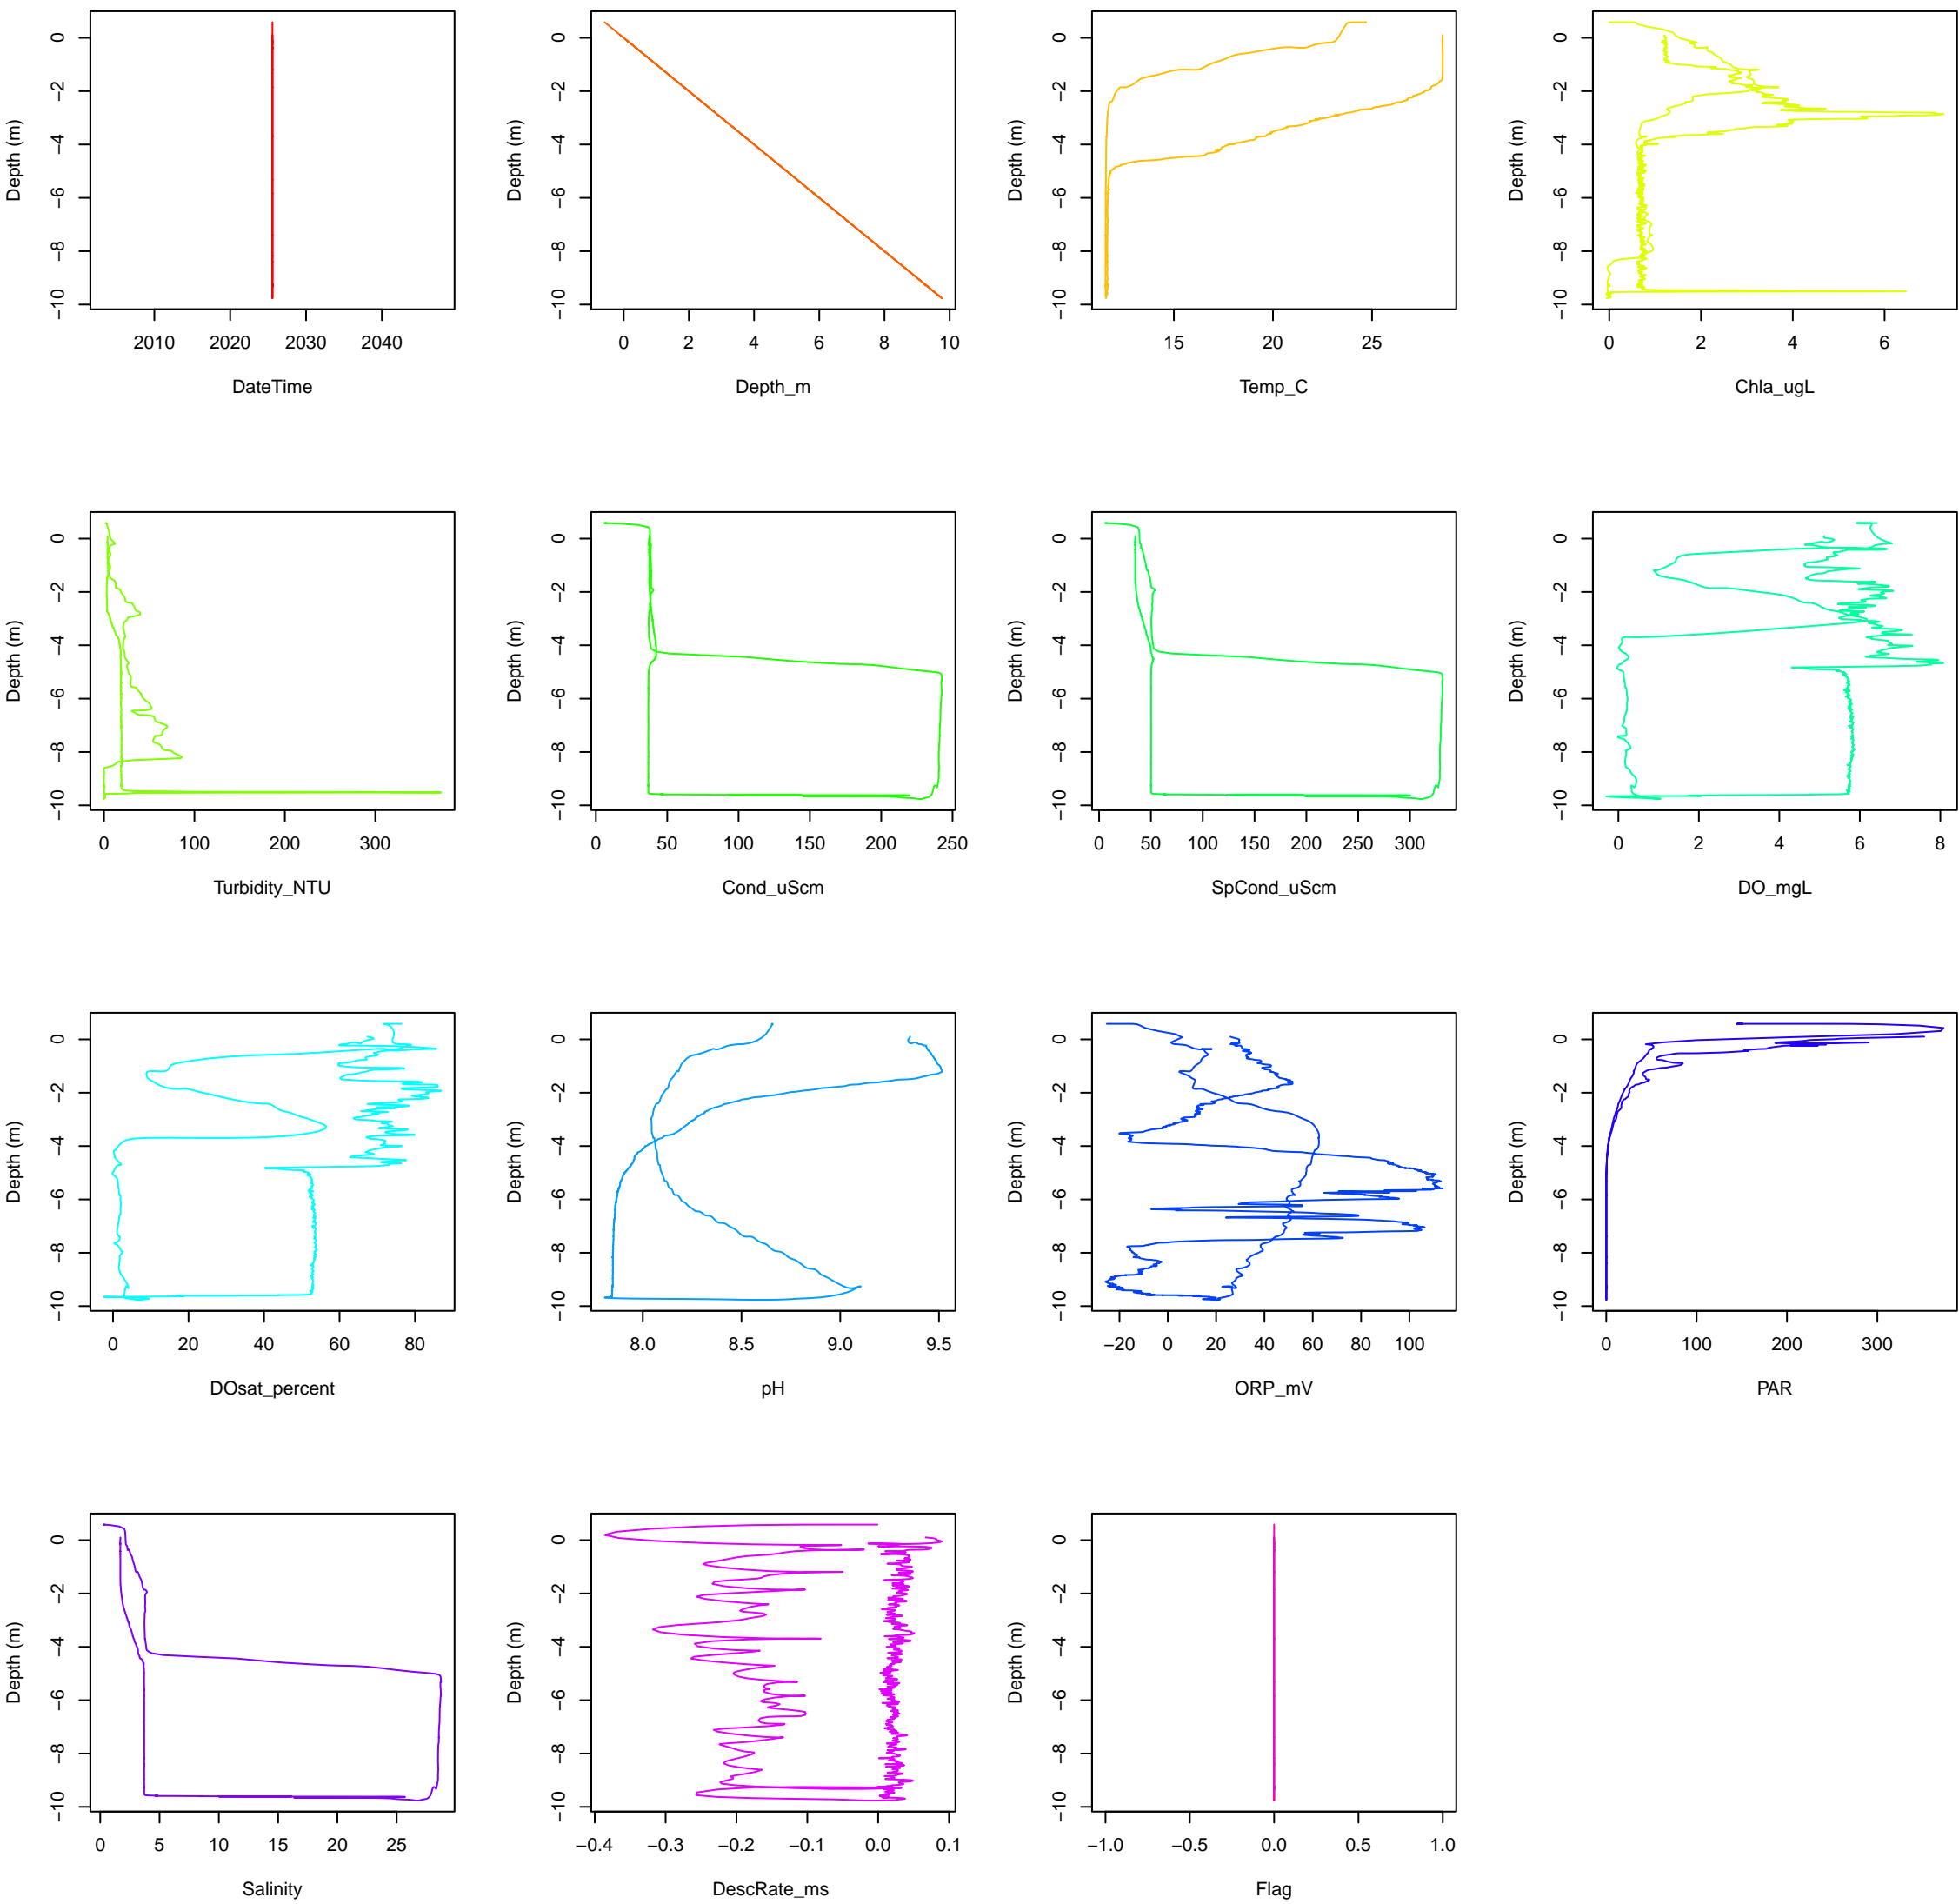 Depth (m)
0
−2
−4
−6
−8
−10
2010 2020 2030 2040
DateTime
Depth (m)
0
−2
−4
−6
−8
−10
0 2 4 6 8 10
Depth_m
Depth (m)
0
−2
−4
−6
−8
−10
15 20 25
Temp_C
Depth (m)
0
−2
−4
−6
−8
−10
0 2 4 6
Chla_ugL
Depth (m)
0
−2
−4
−6
−8
−10
0 100 200 300
Turbidity_NTU
Depth (m)
0
−2
−4
−6
−8
−10
0 50 100 150 200 250
Cond_uScm
Depth (m)
0
−2
−4
−6
−8
−10
0 50 100 150 200 250 300
SpCond_uScm
Depth (m)
0
−2
−4
−6
−8
−10
0 2 4 6 8
DO_mgL
Depth (m)
0
−2
−4
−6
−8
−10
0 20 40 60 80
DOsat_percent
Depth (m)
0
−2
−4
−6
−8
−10
8.0 8.5 9.0 9.5
pH
Depth (m)
0
−2
−4
−6
−8
−10
−20 0 20 40 60 80 100
ORP_mV
Depth (m)
0
−2
−4
−6
−8
−10
0 100 200 300
PAR
Depth (m)
0
−2
−4
−6
−8
−10
0 5 10 15 20 25
Salinity
Depth (m)
0
−2
−4
−6
−8
−10
−0.4 −0.3 −0.2 −0.1 0.0 0.1
DescRate_ms
Depth (m)
0
−2
−4
−6
−8
−10
−1.0 −0.5 0.0 0.5 1.0
Flag